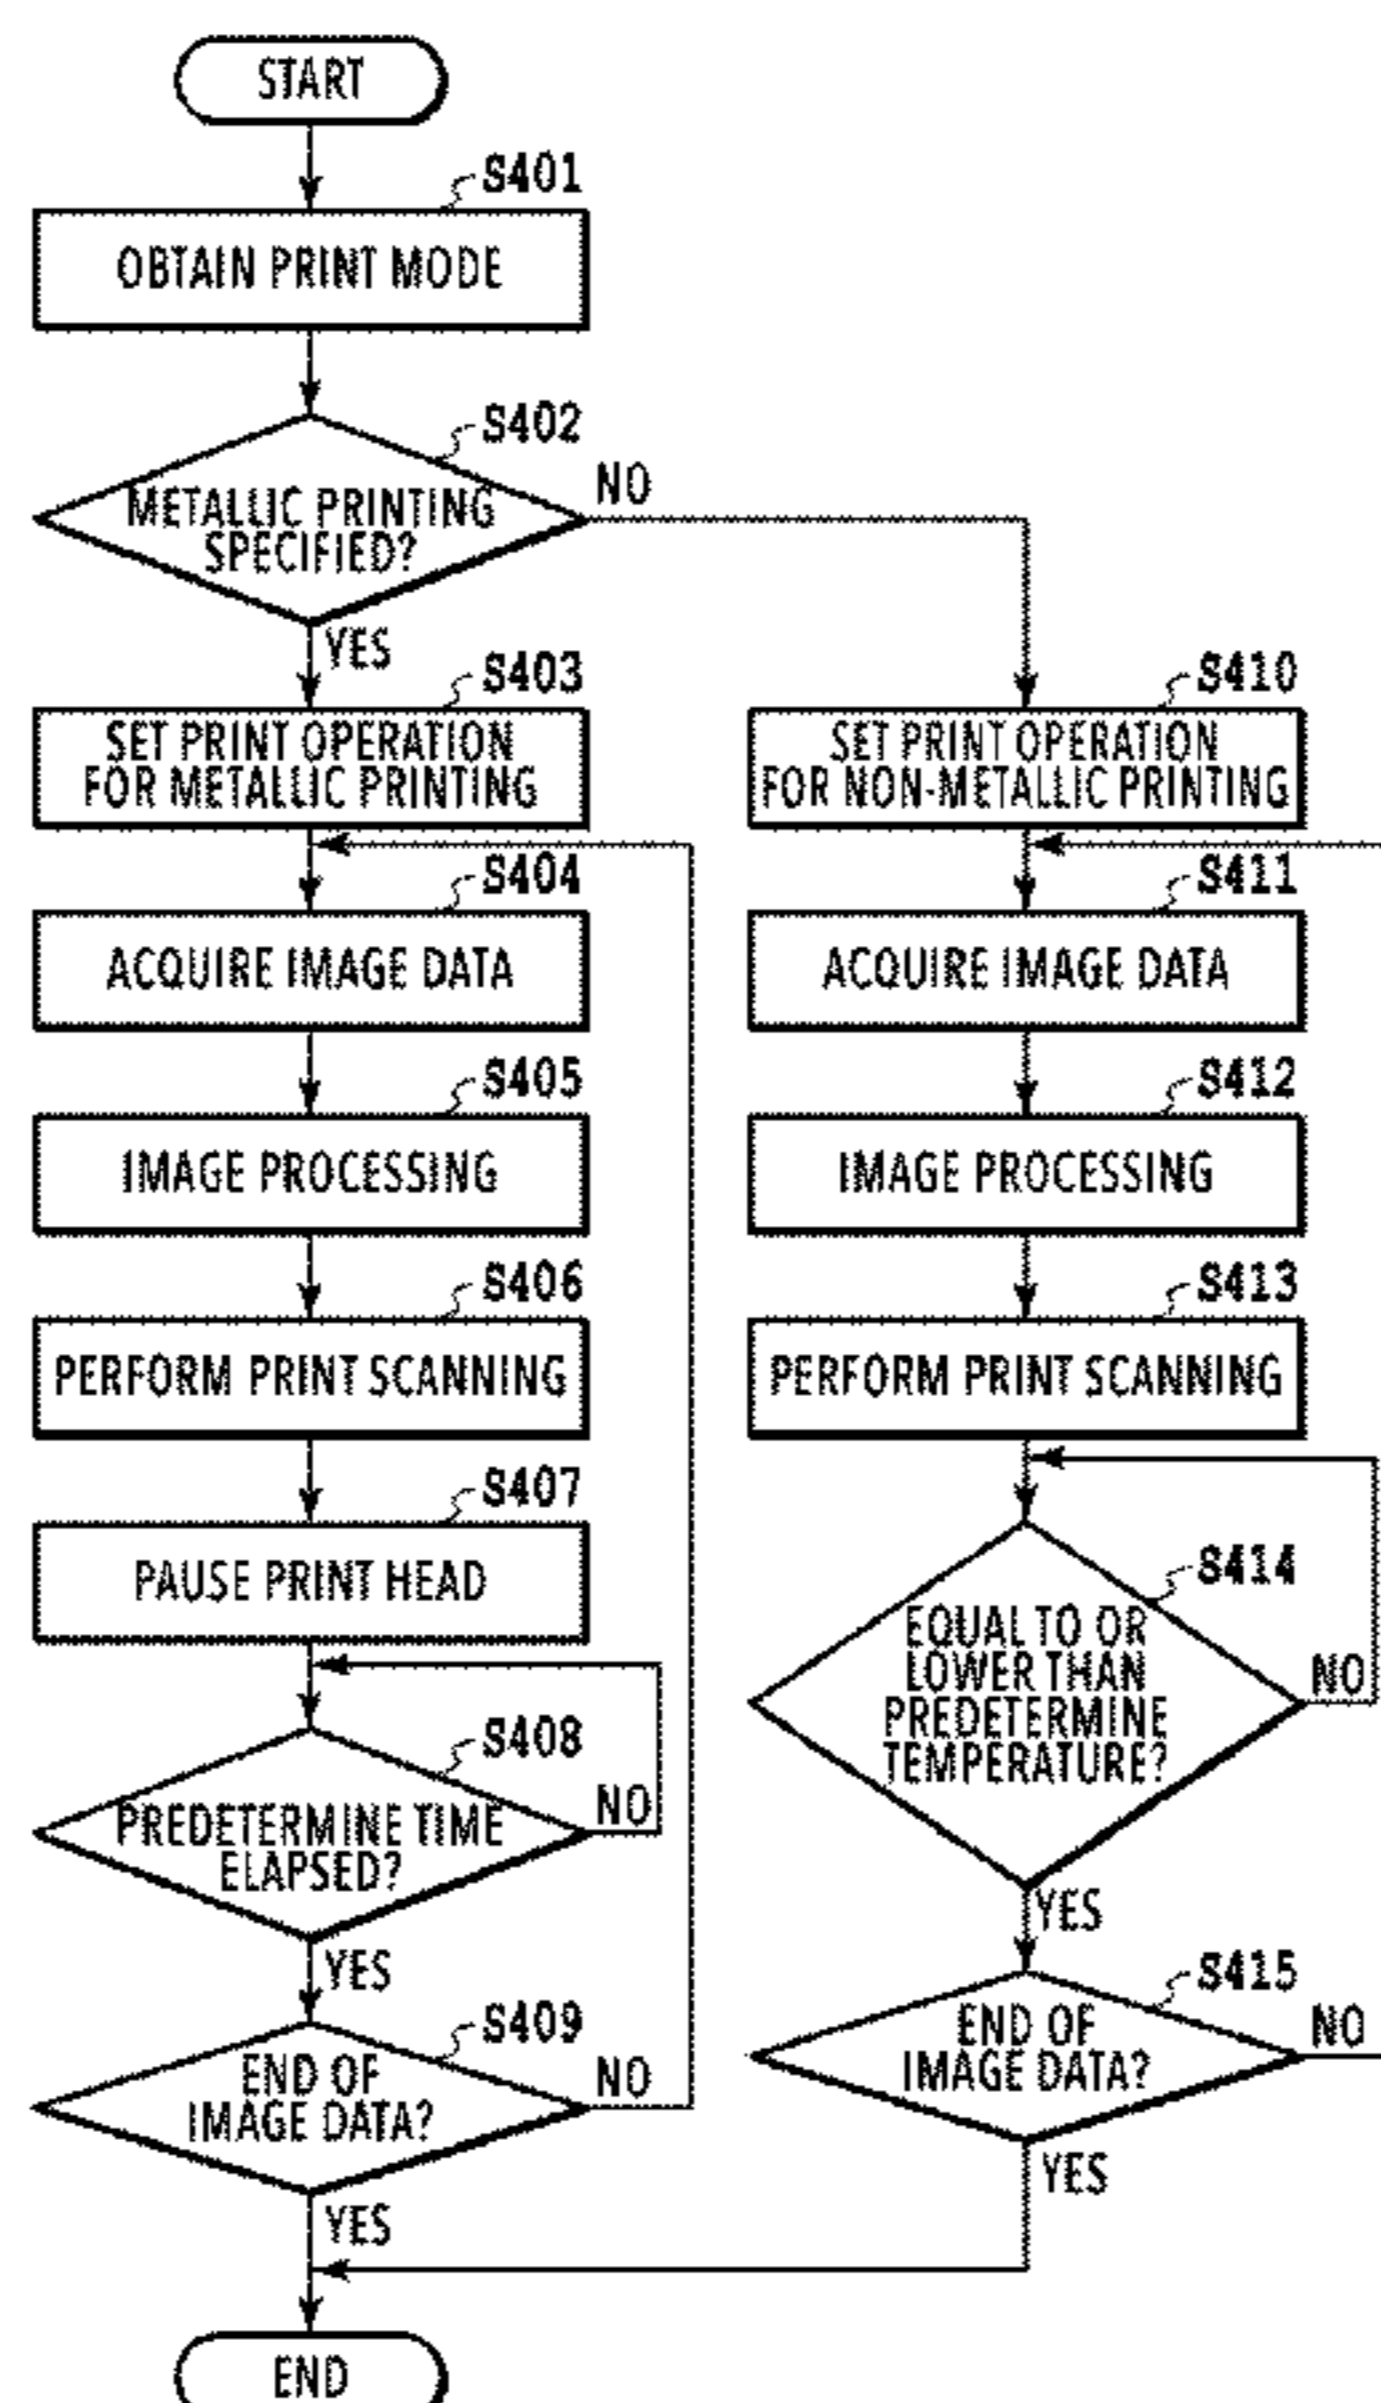 START
S401
OBTAIN PRINT MODE
S402
METALLIC PRINTING
SPECIFIED?
NO
YES
S403
SET PRINT OPERATION
FOR METALLIC PRINTING
S404
ACQUIRE IMAGE DATA
S405
IMAGE PROCESSING
S406
PERFORM PRINT SCANNING
S407
PAUSE PRINT HEAD
S408
PREDETERMINE TIME
ELAPSED?
NO
YES
S409
END OF
IMAGE DATA?
NO
YES
S410
SET PRINT OPERATION
FOR NON-METALLIC PRINTING
S411
ACQUIRE IMAGE DATA
S412
IMAGE PROCESSING
S413
PERFORM PRINT SCANNING
S414
EQUAL TO OR
LOWER THAN
PREDETERMINE
TEMPERATURE?
NO
YES
S415
END OF
IMAGE DATA?
NO
YES
END